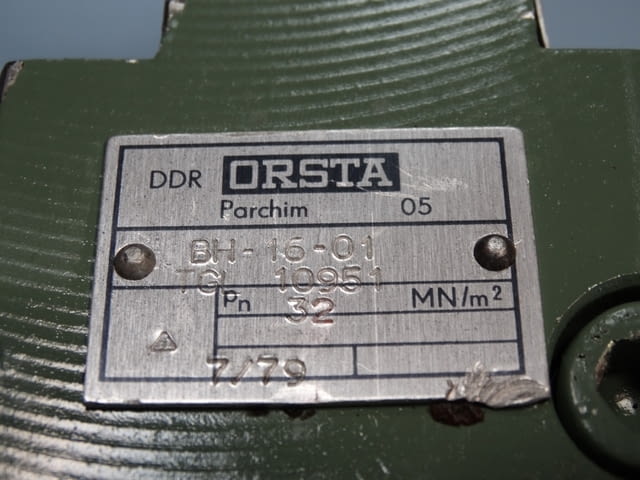 DDR ORSTA
Parchim 05
BH-16-01
TGL 10951
pn 32 MN/m²
7/79